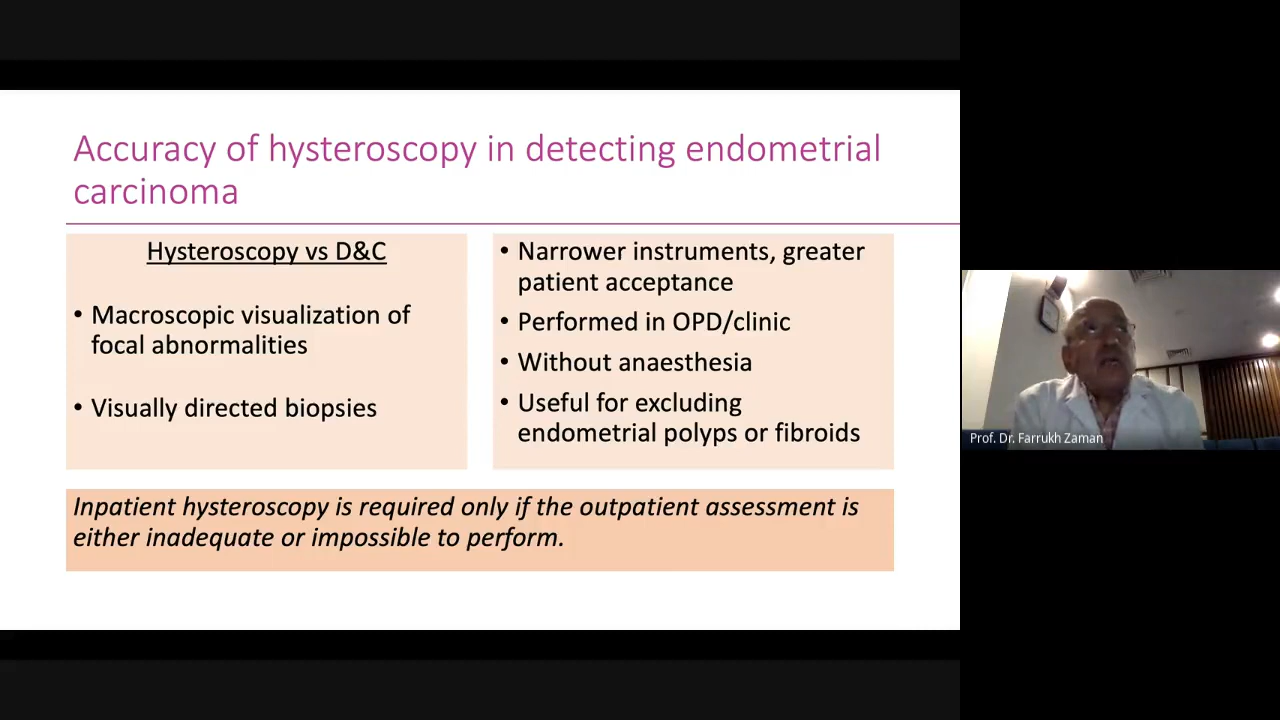 Accuracy of hysteroscopy in detecting endometrial
carcinoma
Hysteroscopy vs D&C
• Macroscopic visualization of
focal abnormalities
• Visually directed biopsies
• Narrower instruments, greater
patient acceptance
• Performed in OPD/clinic
• Without anaesthesia
• Useful for excluding
endometrial polyps or fibroids
Inpatient hysteroscopy is required only if the outpatient assessment is
either inadequate or impossible to perform.
Prof. Dr. Farrukh Zaman